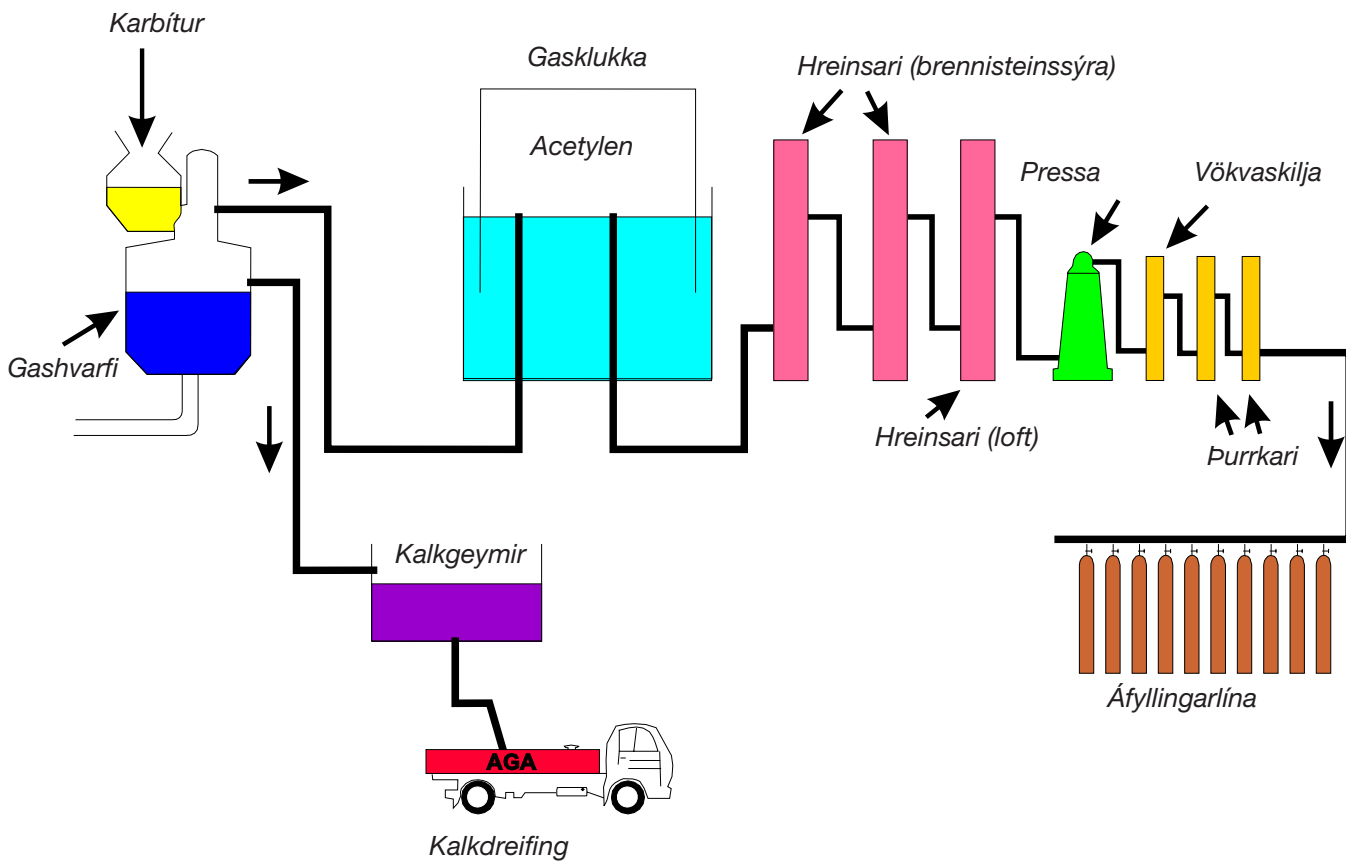 Karbítur
Gasklukka
Hreinsari (brennisteinssýra)
Acetylen
Pressa
Vökvaskilja
Gashvarfi
Hreinsari (loft)
Þurrkari
Kalkgeymir
Áfyllingarlína
AGA
Kalkdreifing